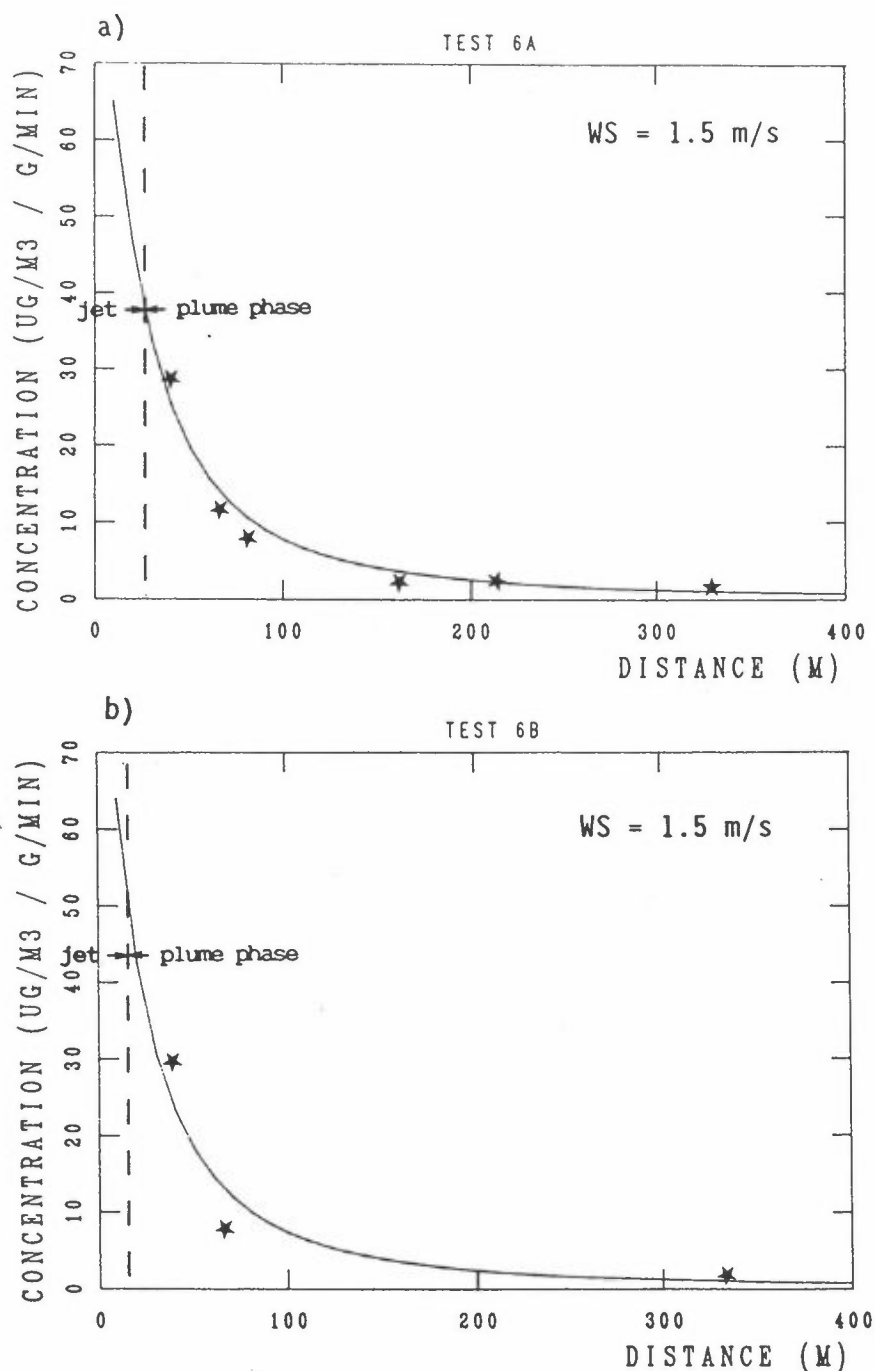 a)
TEST 6A
WS = 1.5 m/s
CONCENTRATION (UG/M3 / G/MIN)
70
60
50
40
30
20
10
0
jet
plume phase
0 100 200 300 400
DISTANCE (M)
b)
TEST 6B
WS = 1.5 m/s
CONCENTRATION (UG/M3 / G/MIN)
70
60
50
40
30
20
10
0
jet
plume phase
0 100 200 300 400
DISTANCE (M)